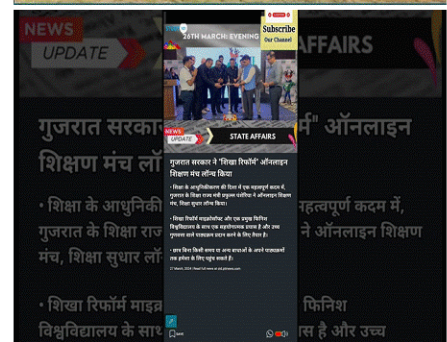 NEWS
UPDATE
26TH MARCH: EVENING
Subscribe
Our Channel
AFFAIRS
NEWS
UPDATE
STATE AFFAIRS
गुजरात सरकार ने 'शिखा रिफॉर्म' ऑनलाइन
शिक्षण मंच लॉन्च किया
• शिक्षा के आधुनिकीकरण की दिशा में एक महत्वपूर्ण कदम में,
गुजरात के शिक्षा राज्य मंत्री प्रफुल्ल पंशेरिया ने ऑनलाइन शिक्षण
मंच, शिक्षा सुधार लॉन्च किया।
• शिखा रिफॉर्म माइक्रोसॉफ्ट और एक प्रमुख फिनिश
विश्वविद्यालय के साथ एक सहयोगात्मक प्रयास है और उच्च
गुणवत्ता वाले पाठ्यक्रम प्रदान करने के लिए तैयार है।
• छात्र बिना किसी समय या अन्य बाधाओं के अपने पाठ्यक्रमों
तक हमेशा के लिए पहुंच सकते हैं।
गुजरात सरका
र्म" ऑनलाइन
शिक्षण मंच लॉ
• शिक्षा के आधुनिकी
हत्वपूर्ण कदम में,
गुजरात के शिक्षा राज
ने ऑनलाइन शिक्षण
मंच, शिक्षा सुधार लॉ
• शिखा रिफॉर्म माइक्र
फिनिश
विश्वविद्यालय के साथ
ास है और उच्च